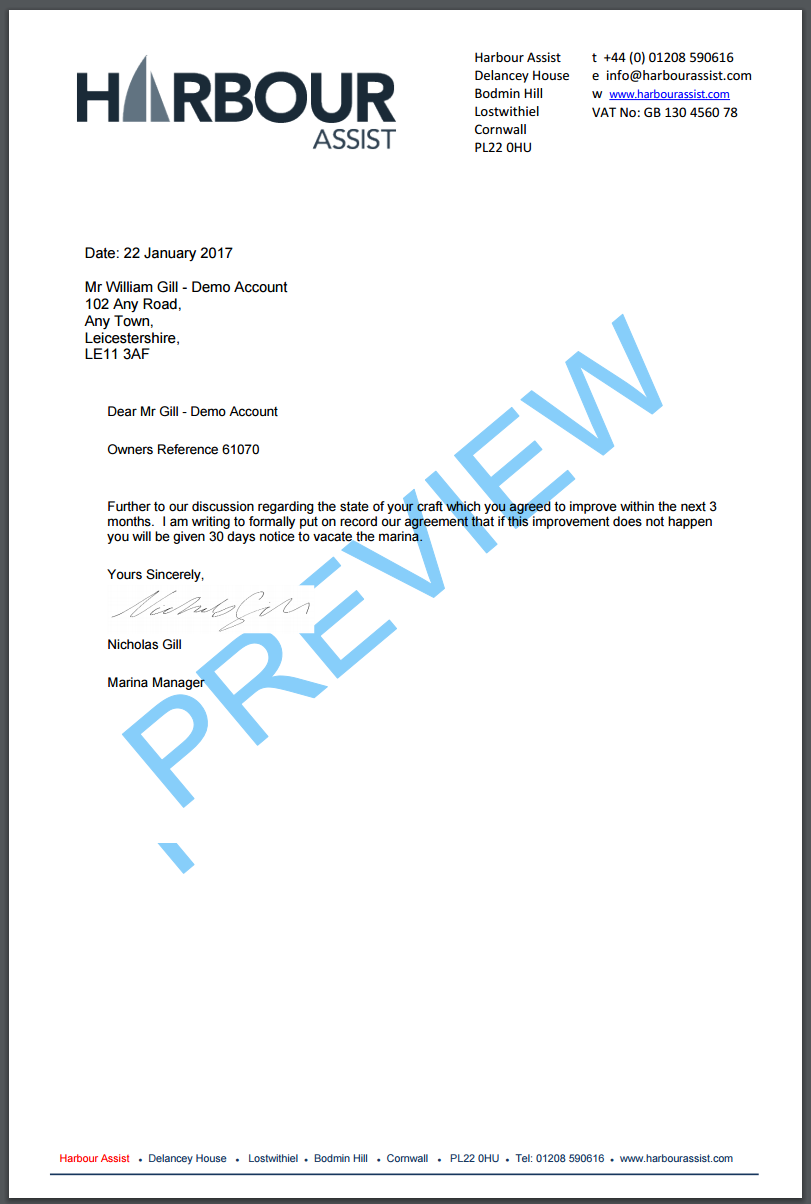 HARBOUR
ASSIST
Harbour Assist
Delancey House
Bodmin Hill
Lostwithiel
Cornwall
PL22 0HU
t +44 (0) 01208 590616
e info@harbourassist.com
w www.harbourassist.com
VAT No: GB 130 4560 78
Date: 22 January 2017
Mr William Gill - Demo Account
102 Any Road,
Any Town,
Leicestershire,
LE11 3AF
Dear Mr Gill - Demo Account
Owners Reference 61070
Further to our discussion regarding the state of your craft which you agreed to improve within the next 3
months.  I am writing to formally put on record our agreement that if this improvement does not happen
you will be given 30 days notice to vacate the marina.
Yours Sincerely,
Nicholas Gill
Nicholas Gill
Marina Manager
PREVIEW
Harbour Assist • Delancey House • Lostwithiel • Bodmin Hill • Cornwall • PL22 0HU • Tel: 01208 590616 • www.harbourassist.com